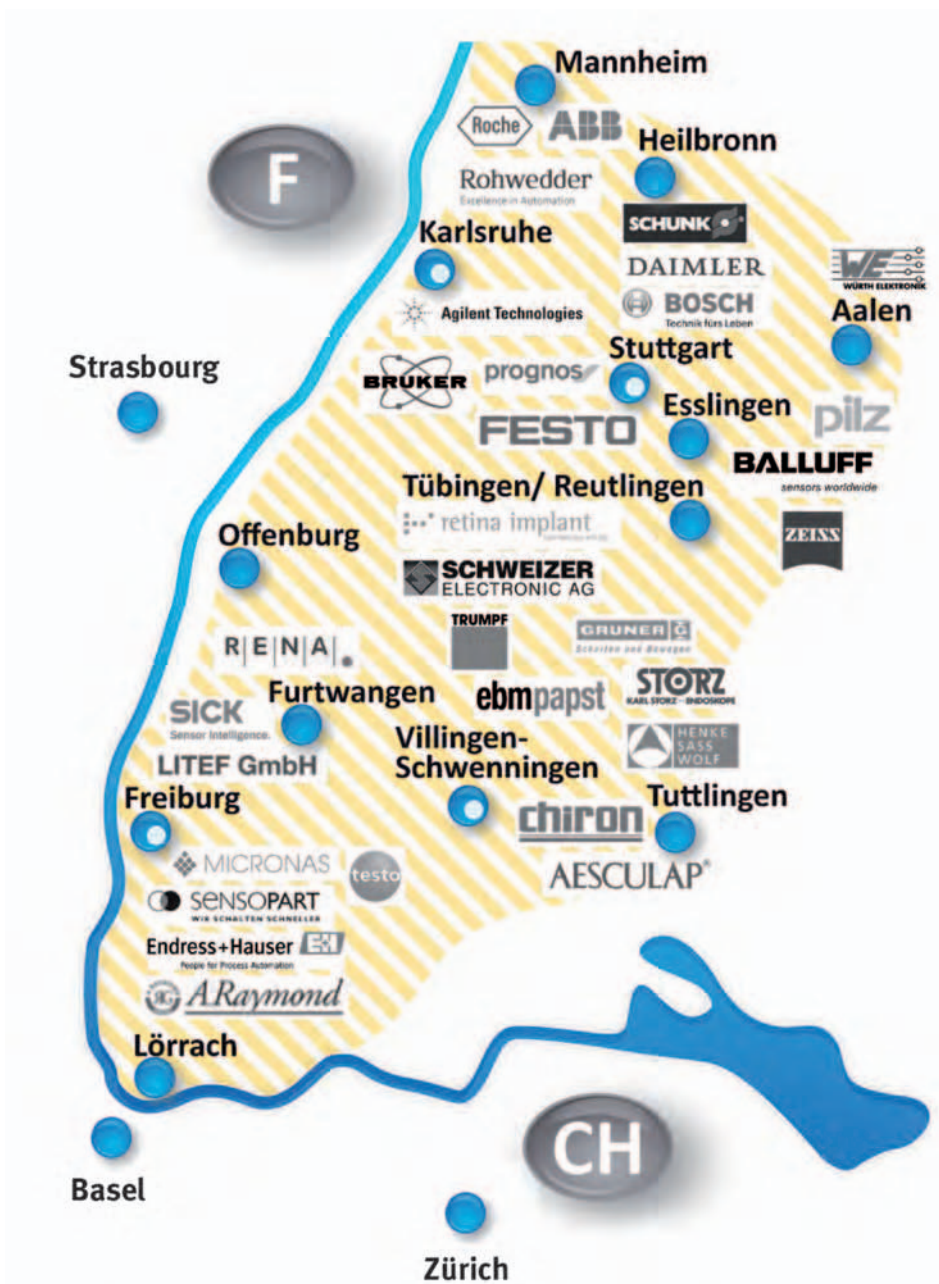 Mannheim
Roche
ABB
F
Heilbronn
Rohwedder
Excellence in Automation
SCHUNK
Karlsruhe
DAIMLER
WE
WÜRTH ELEKTRONIK
BOSCH
Technik fürs Leben
Agilent Technologies
Aalen
Stuttgart
Strasbourg
BRUKER
prognos
Esslingen
pilz
FESTO
BALLUFF
sensors worldwide
Tübingen/ Reutlingen
retina implant
ZEISS
Offenburg
SCHWEIZER
ELECTRONIC AG
TRUMPF
GRUNER
Schalten und Bewegen
R|E|N|A|.
STORZ
KARL STORZ – ENDOSKOPE
Furtwangen
ebmpapst
SICK
Sensor Intelligence.
HENKE
SASS
WOLF
Villingen-
Schwenningen
LITEF GmbH
Freiburg
Tuttlingen
chiron
MICRONAS
testo
AESCULAP®
SENSOPART
WIR SCHALTEN SCHNELLER
Endress+Hauser EH
People for Process Automation
ARaymond
Lörrach
CH
Basel
Zürich